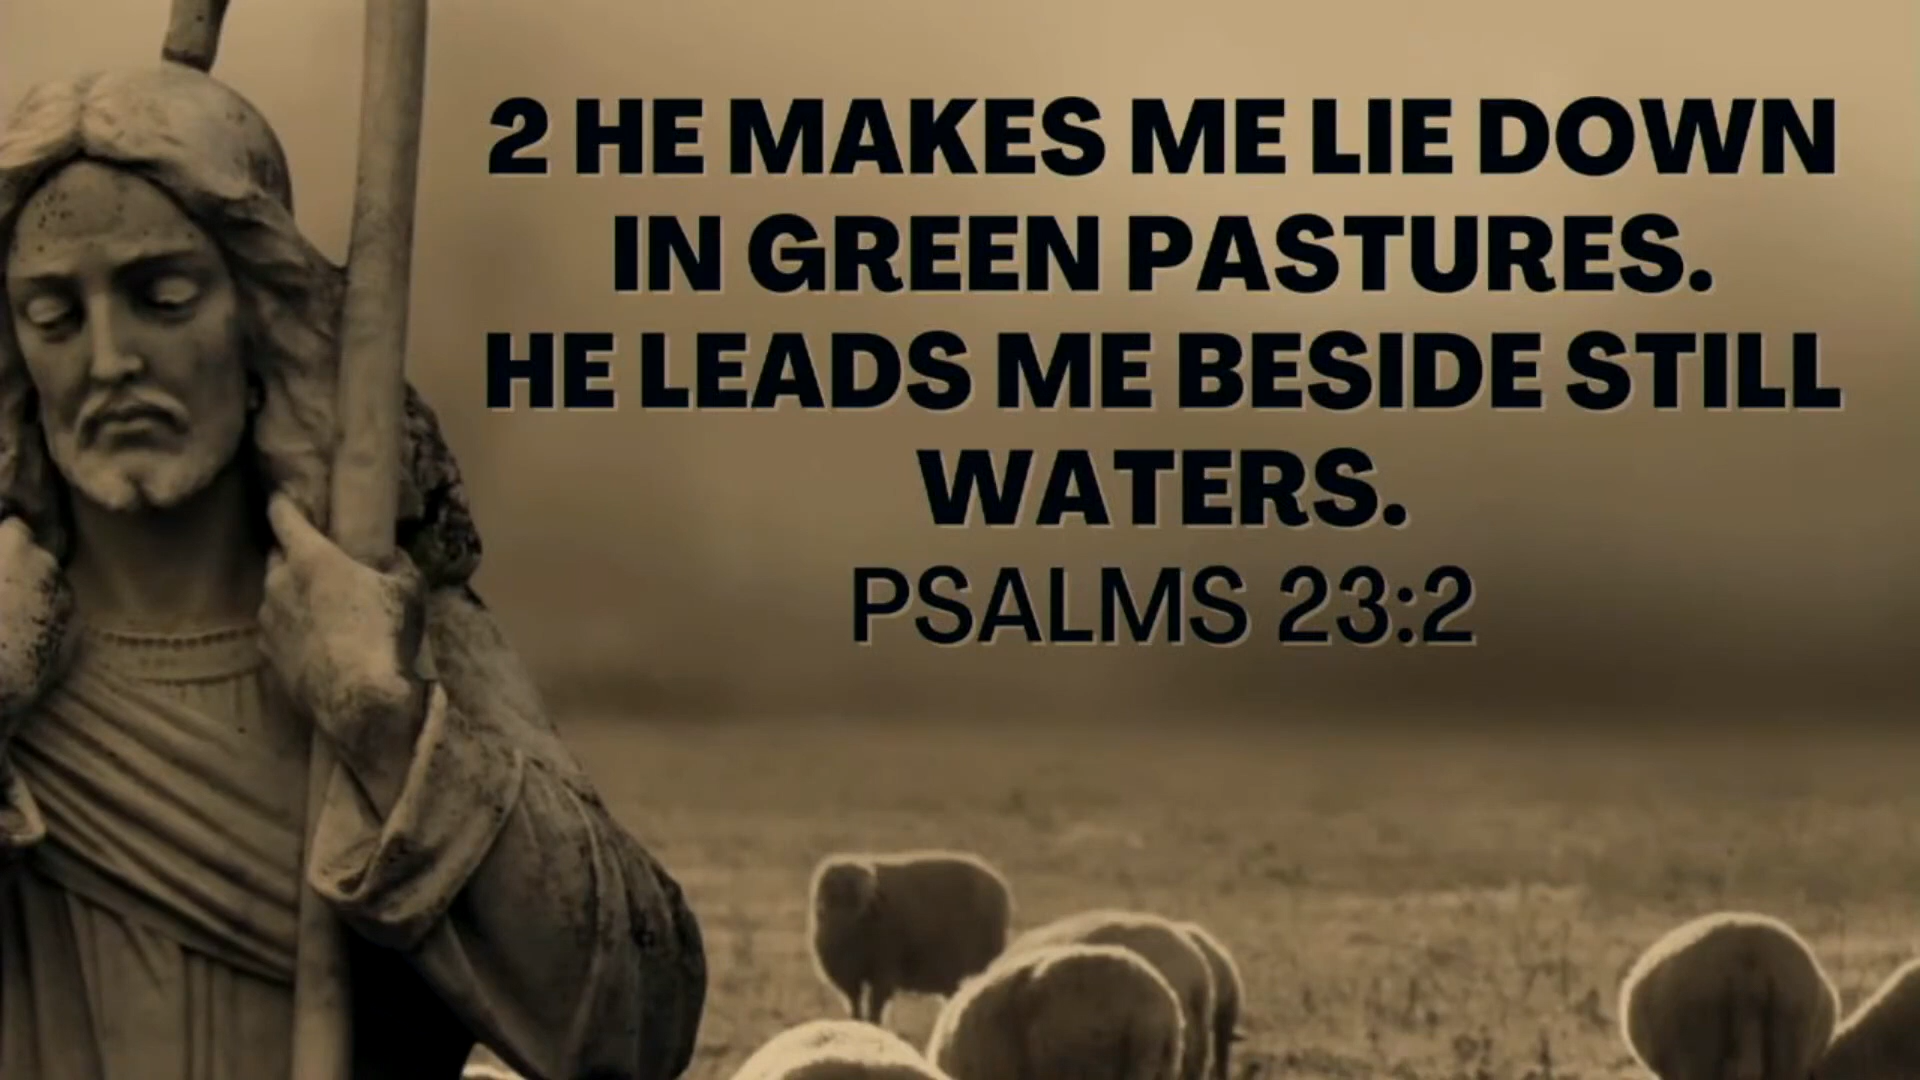 2 HE MAKES ME LIE DOWN
IN GREEN PASTURES.
HE LEADS ME BESIDE STILL
WATERS.
PSALMS 23:2